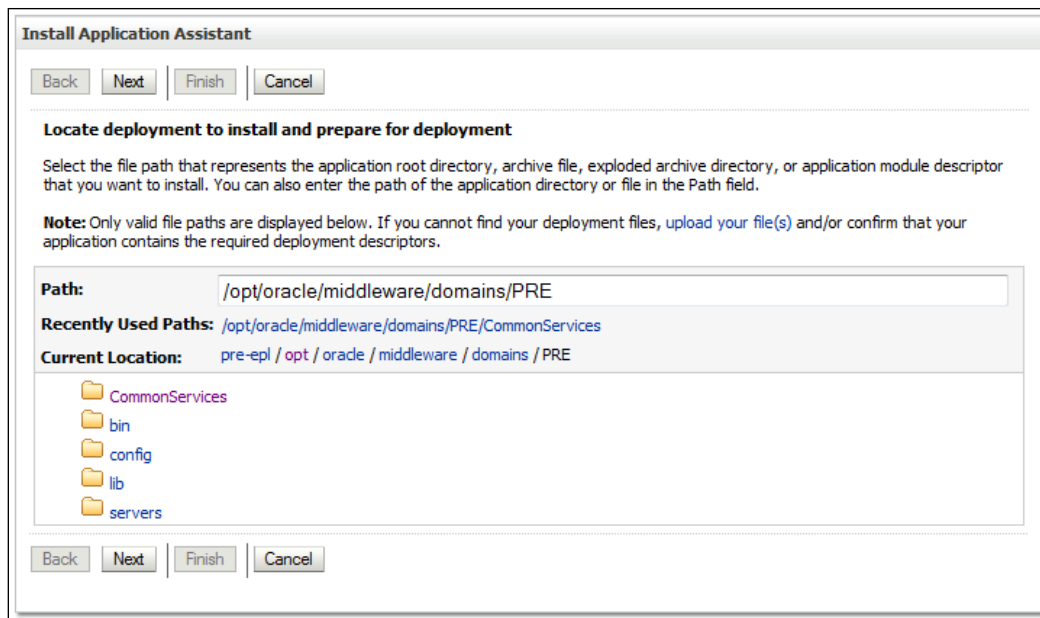 Install Application Assistant
Back Next Finish Cancel
Locate deployment to install and prepare for deployment
Select the file path that represents the application root directory, archive file, exploded archive directory, or application module descriptor
that you want to install. You can also enter the path of the application directory or file in the Path field.
Note: Only valid file paths are displayed below. If you cannot find your deployment files, upload your file(s) and/or confirm that your
application contains the required deployment descriptors.
Path: /opt/oracle/middleware/domains/PRE
Recently Used Paths: /opt/oracle/middleware/domains/PRE/CommonServices
Current Location: pre-epl / opt / oracle / middleware / domains / PRE
CommonServices
bin
config
lib
servers
Back Next Finish Cancel